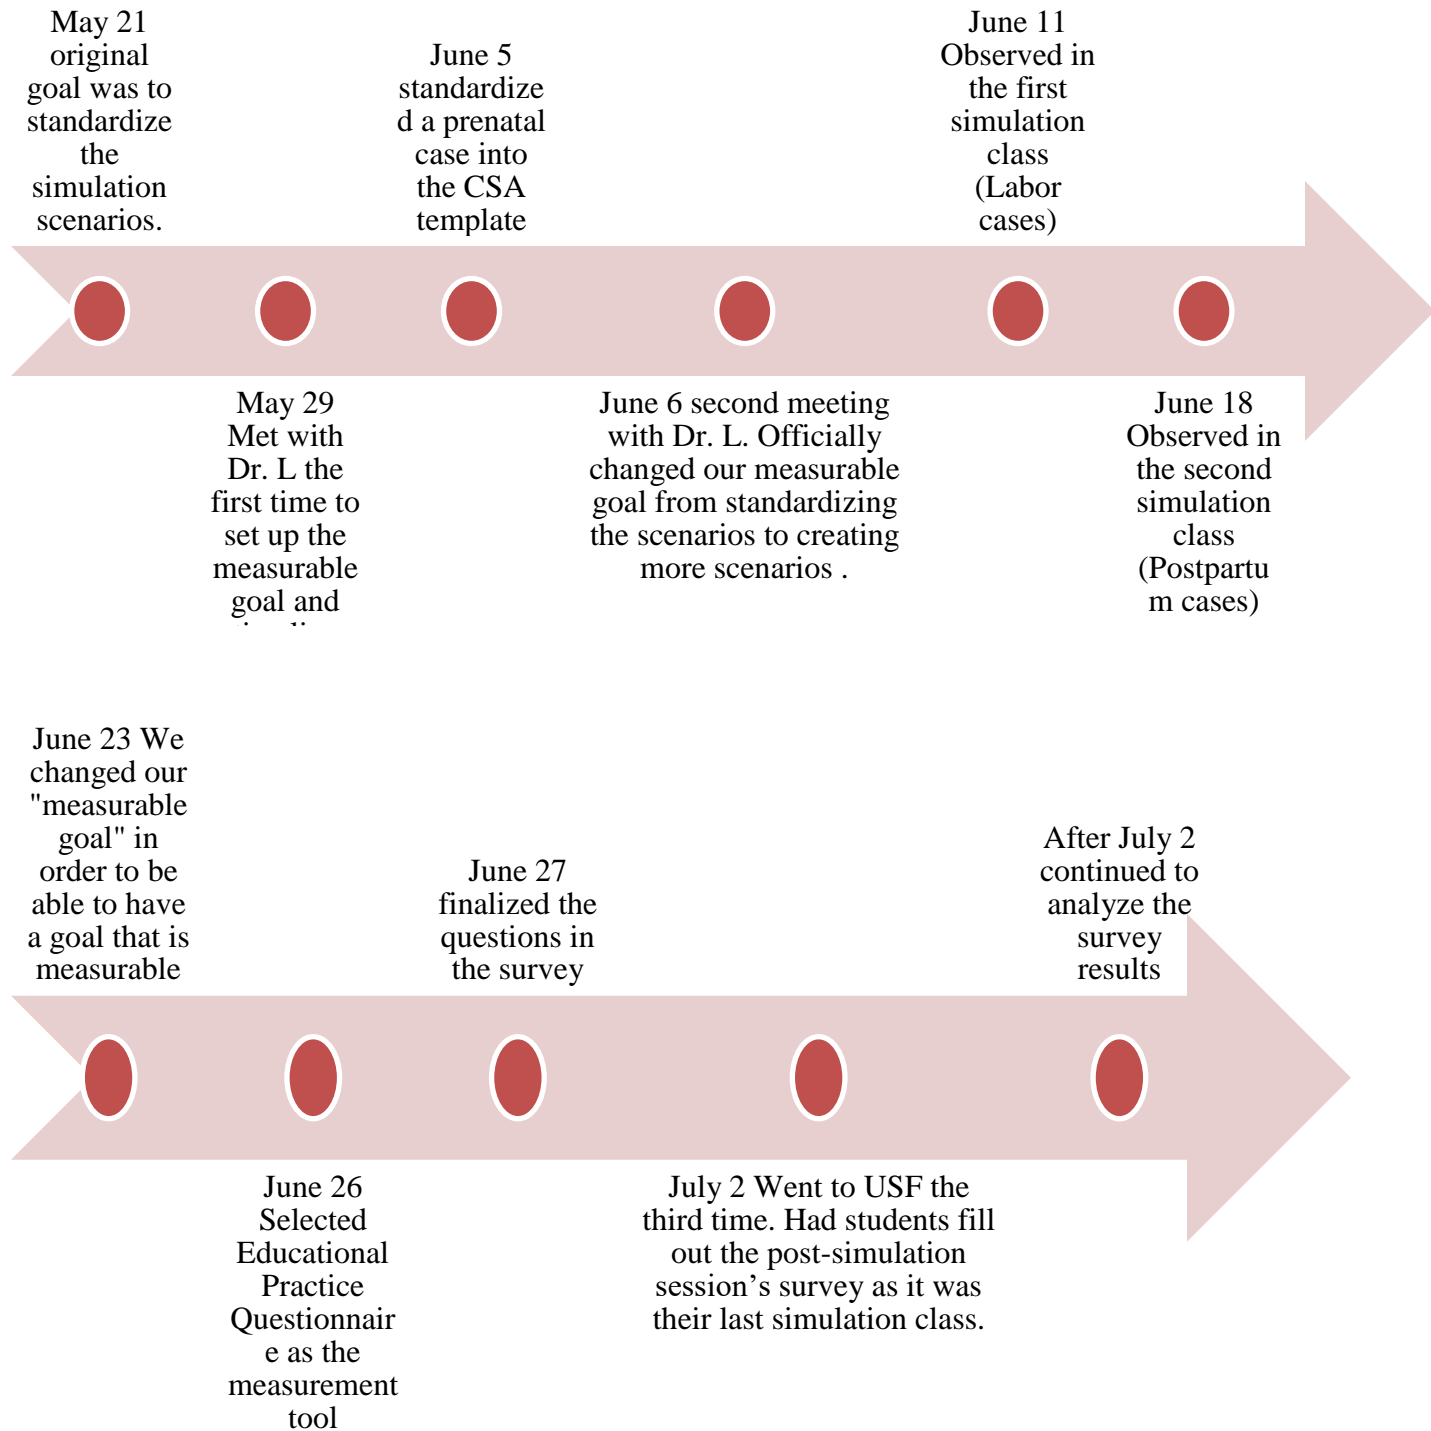 May 21
original
goal was to
standardize
the
simulation
scenarios.
May 29
Met with
Dr. L the
first time to
set up the
measurable
goal and
June 5
standardize
d a prenatal
case into
the CSA
template
June 6 second meeting
with Dr. L. Officially
changed our measurable
goal from standardizing
the scenarios to creating
more scenarios .
June 11
Observed in
the first
simulation
class
(Labor
cases)
June 18
Observed in
the second
simulation
class
(Postpartu
m cases)
June 23 We
changed our
"measurable
goal" in
order to be
able to have
a goal that is
measurable
June 26
Selected
Educational
Practice
Questionnair
e as the
measurement
tool
June 27
finalized the
questions in
the survey
July 2 Went to USF the
third time. Had students fill
out the post-simulation
session’s survey as it was
their last simulation class.
After July 2
continued to
analyze the
survey
results